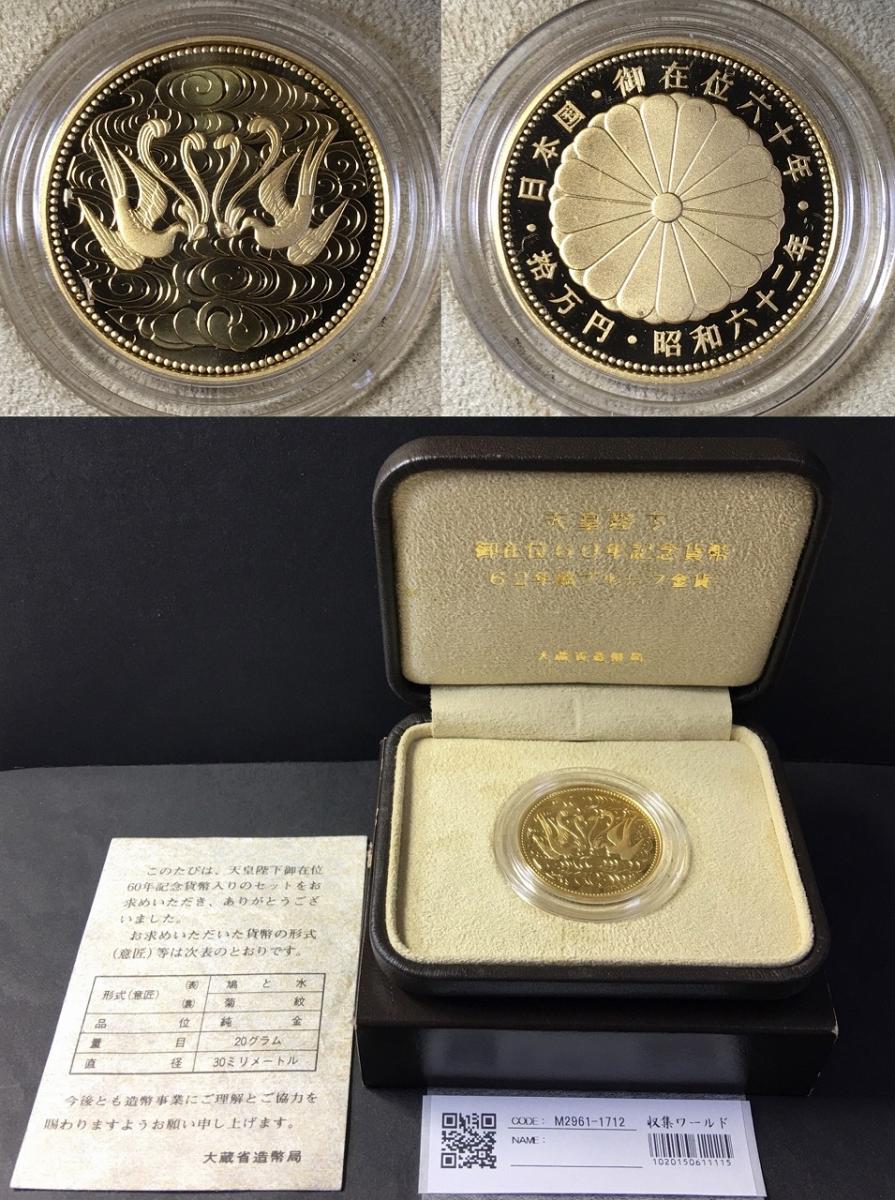 日本国・御在位六十年・
拾万円・昭和六十二年・
天皇陛下
御在位60年記念貨幣
62年銘プルーフ金貨
大蔵省造幣局
このたびは、天皇陛下御在位
60年記念貨幣入りのセットをお
求めいただき、ありがとうござ
いました。
お求めいただいた貨幣の形式
(意匠)等は次表のとおりです。
形式(意匠) (表) 鳩と水
(裏) 菊紋
品位 純金
量目 20グラム
直径 30ミリメートル
今後とも造幣事業にご理解とご協力を
賜わりますようお願い申し上げます。
大蔵省造幣局
CODE: M2961-1712 収集ワールド
NAME:
1020150611115